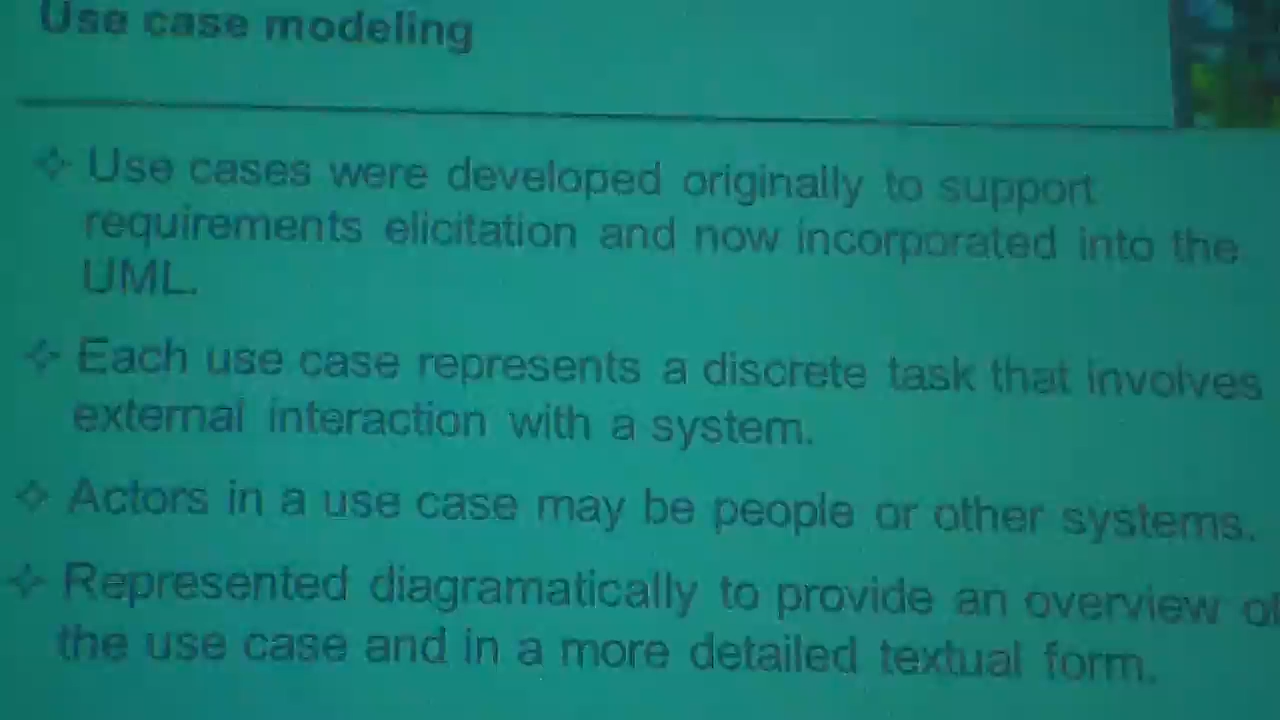 Use case modeling
✧ Use cases were developed originally to support
requirements elicitation and now incorporated into the
UML.
✧ Each use case represents a discrete task that involves
external interaction with a system.
✧ Actors in a use case may be people or other systems.
✧ Represented diagramatically to provide an overview of
the use case and in a more detailed textual form.